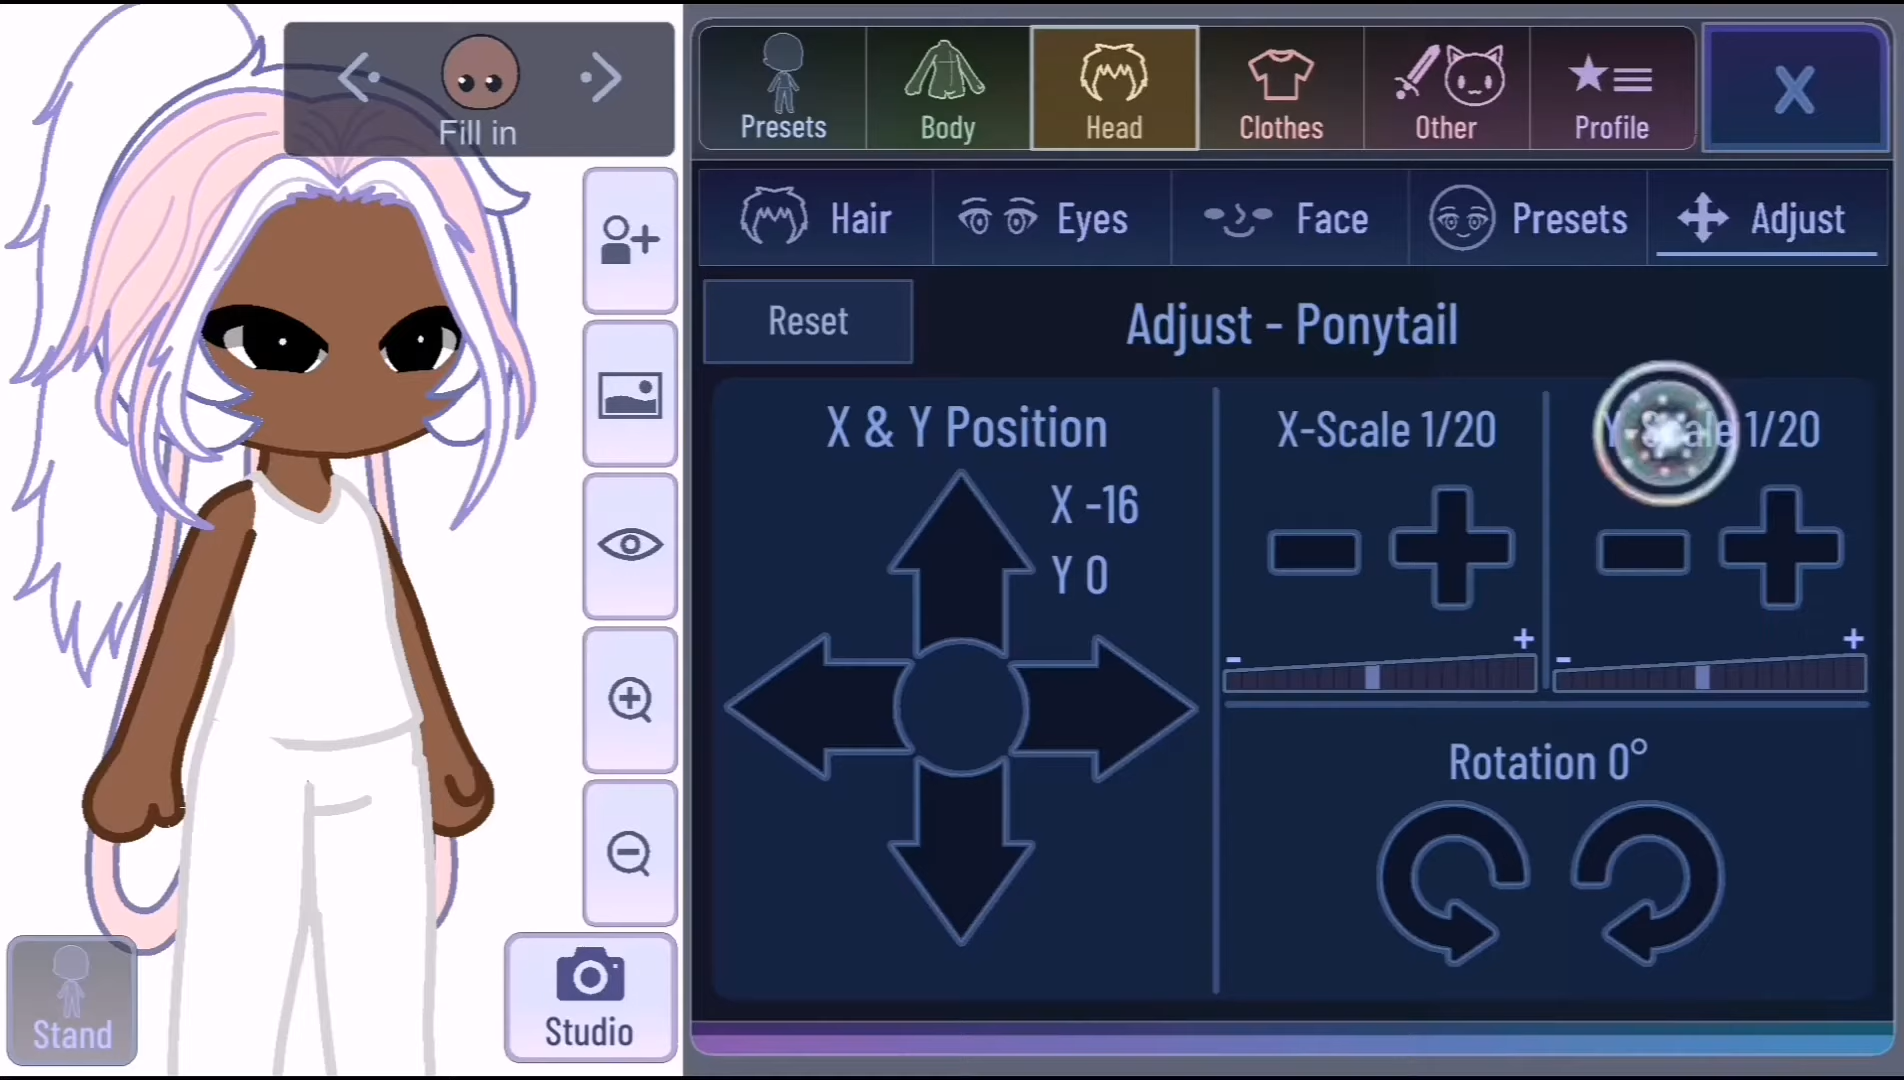 Fill in
Presets
Body
Head
Clothes
Other
Profile
X
Hair
Eyes
Face
Presets
Adjust
Reset
Adjust - Ponytail
X & Y Position
X -16
Y 0
X-Scale 1/20
Y-Scale 1/20
- +
- +
Rotation 0°
Stand
Studio